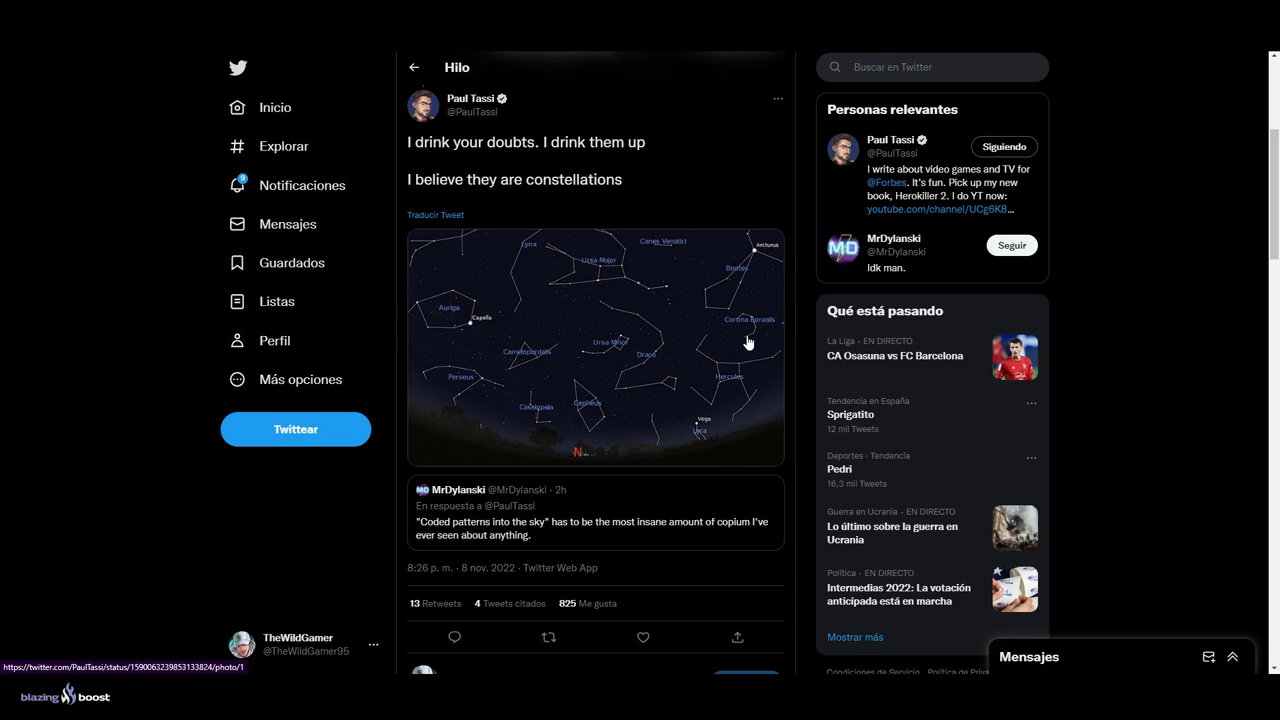 Inicio
Explorar
9
Notificaciones
Mensajes
Guardados
Listas
Perfil
Más opciones
Twittear
TheWildGamer
@TheWildGamer95
https://twitter.com/PaulTassi/status/1590063239853133824/photo/1
blazing boost
Hilo
Paul Tassi
@PaulTassi
I drink your doubts. I drink them up
I believe they are constellations
Traducir Tweet
Lynx
Canes Venatici
Arcturus
Ursa Major
Bootes
Auriga
Capella
Corona Borealis
Ursa Minor
Camelopardalis
Draco
Perseus
Hercules
Cassiopeia
Cepheus
Vega
Lyra
N
MrDylanski @MrDylanski · 2h
En respuesta a @PaulTassi
"Coded patterns into the sky" has to be the most insane amount of copium I've
ever seen about anything.
8:26 p. m. · 8 nov. 2022 · Twitter Web App
13 Retweets 4 Tweets citados 825 Me gusta
Buscar en Twitter
Personas relevantes
Paul Tassi
@PaulTassi
Siguiendo
I write about video games and TV for
@Forbes. It's fun. Pick up my new
book, Herokiller 2. I do YT now:
youtube.com/channel/UCg6K8…
MD
MrDylanski
@MrDylanski
Seguir
Idk man.
Qué está pasando
La Liga · EN DIRECTO
CA Osasuna vs FC Barcelona
Tendencia en España
Sprigatito
12 mil Tweets
Deportes · Tendencia
Pedri
16,3 mil Tweets
Guerra en Ucrania · EN DIRECTO
Lo último sobre la guerra en
Ucrania
Política · EN DIRECTO
Intermedias 2022: La votación
anticipada está en marcha
Mostrar más
Mensajes
Condiciones de Servicio Política de Priva